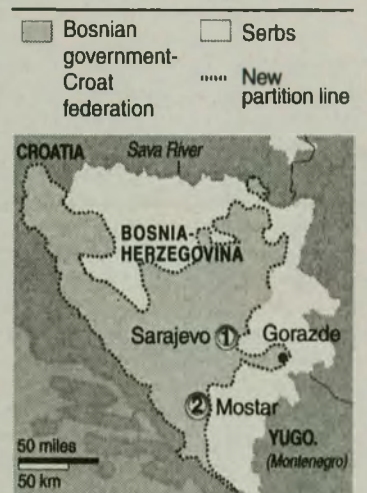 Bosnian
government-
Croat
federation
Serbs
New
partition line
CROATIA
Sava River
BOSNIA-
HERZEGOVINA
Sarajevo 1
Gorazde
2 Mostar
YUGO.
(Montenegro)
50 miles
50 km